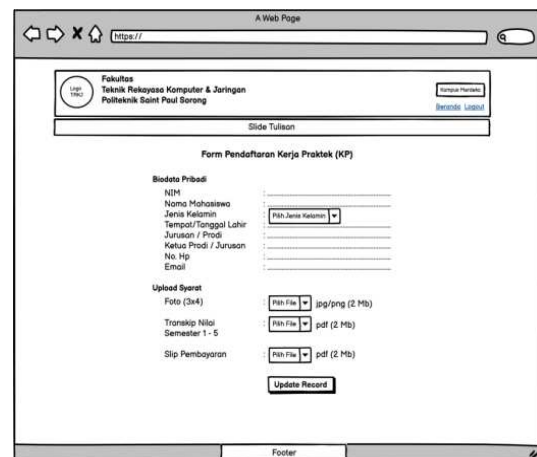 A Web Page
https://
Logo
TRKJ
Fakultas
Teknik Rekayasa Komputer & Jaringan
Politeknik Saint Paul Sorong
Kampus Merdeka
Beranda Logout
Slide Tulisan
Form Pendaftaran Kerja Praktek (KP)
Biodata Pribadi
NIM :
Nama Mahasiswa :
Jenis Kelamin : Pilih Jenis Kelamin
Tempat/Tanggal Lahir :
Jurusan / Prodi :
Ketua Prodi / Jurusan :
No. Hp :
Email :
Upload Syarat
Foto (3x4) : Pilih File jpg/png (2 Mb)
Transkip Nilai : Pilih File pdf (2 Mb)
Semester 1 - 5
Slip Pembayaran : Pilih File pdf (2 Mb)
Update Record
Footer